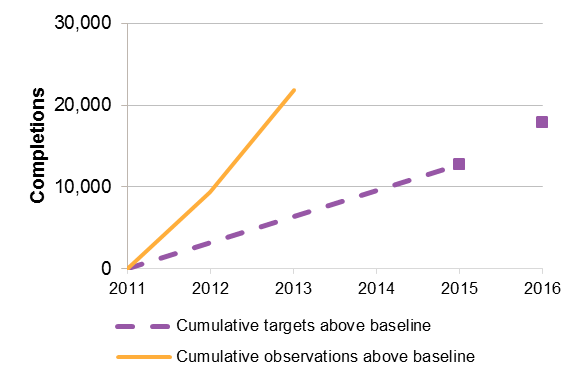 30,000
20,000
10,000
0
Completions
2011 2012 2013 2014 2015 2016
Cumulative targets above baseline
Cumulative observations above baseline